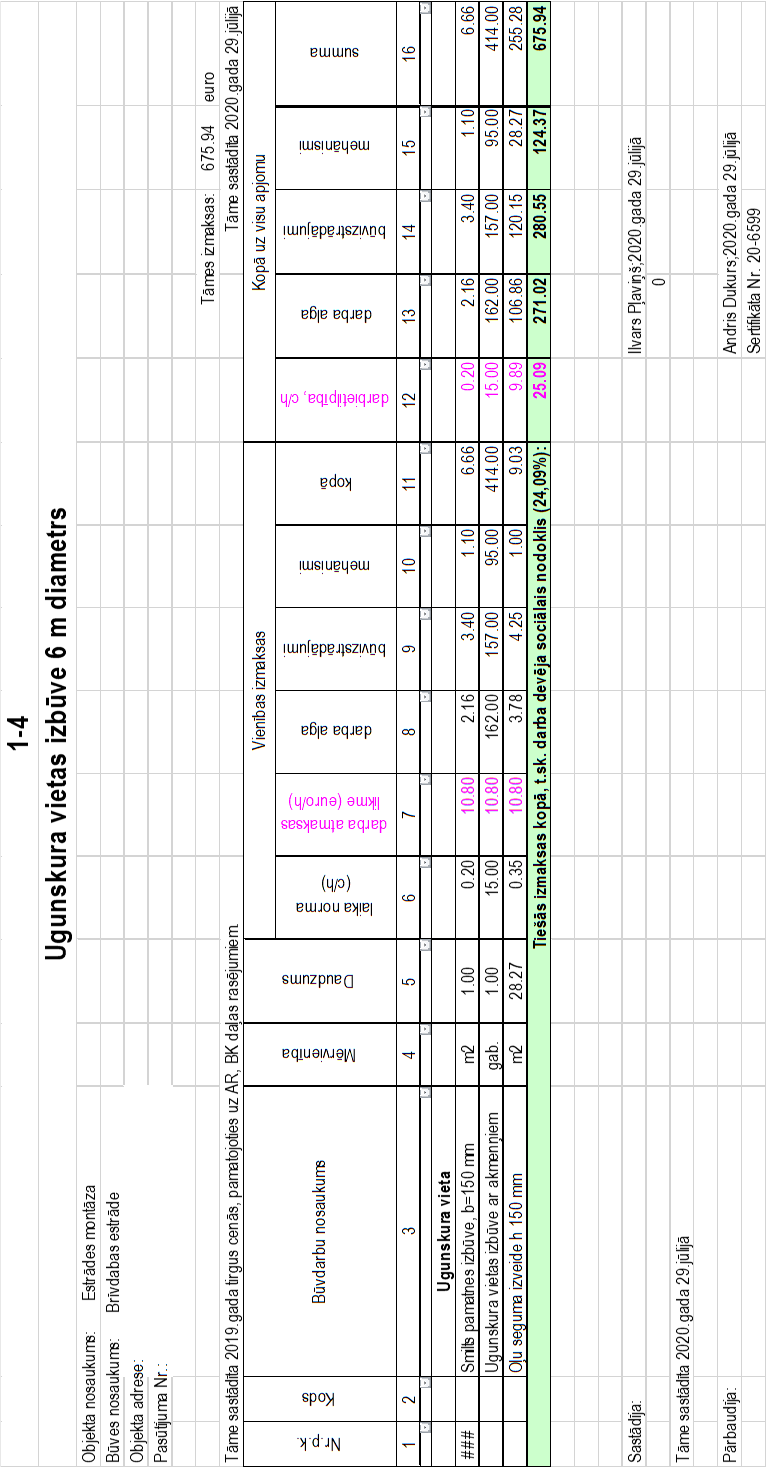 1-4
Ugunskura vietas izbūve 6 m diametrs
Objekta nosaukums: Estrādes montāža
Būves nosaukums: Brīvdabas estrāde
Objekta adrese:
Pasūtījuma Nr.:
Tāmes izmaksas: 675.94 euro
Tāme sastādīta 2019.gada tirgus cenās, pamatojoties uz AR, BK daļas rasējumiem. Tāme sastādīta 2020.gada 29.jūlijā
Nr.p.k. Kods Būvdarbu nosaukums Mērvienība Daudzums Vienības izmaksas Kopā uz visu apjomu
laika norma (c/h) darba atmaksas likme (euro/h) darba alga būvizstrādājumi mehānismi kopā darbietilpība, c/h darba alga būvizstrādājumi mehānismi summa
1 2 3 4 5 6 7 8 9 10 11 12 13 14 15 16
Ugunskura vieta
### Smilts pamatnes izbūve, b=150 mm m2 1.00 0.20 10.80 2.16 3.40 1.10 6.66 0.20 2.16 3.40 1.10 6.66
Ugunskura vietas izbūve ar akmenņiem gab. 1.00 15.00 10.80 162.00 157.00 95.00 414.00 15.00 162.00 157.00 95.00 414.00
Oļu seguma izveide h 150 mm m2 28.27 0.35 10.80 3.78 4.25 1.00 9.03 9.89 106.86 120.15 28.27 255.28
Tiešās izmaksas kopā, t.sk. darba devēja sociālais nodoklis (24,09%): 25.09 271.02 280.55 124.37 675.94
Sastādīja: Ilvars Pļaviņš;2020.gada 29.jūlijā
0
Tāme sastādīta 2020.gada 29.jūlijā
Pārbaudīja: Andris Dukurs;2020.gada 29.jūlijā
Sertifikāta Nr. 20-6599